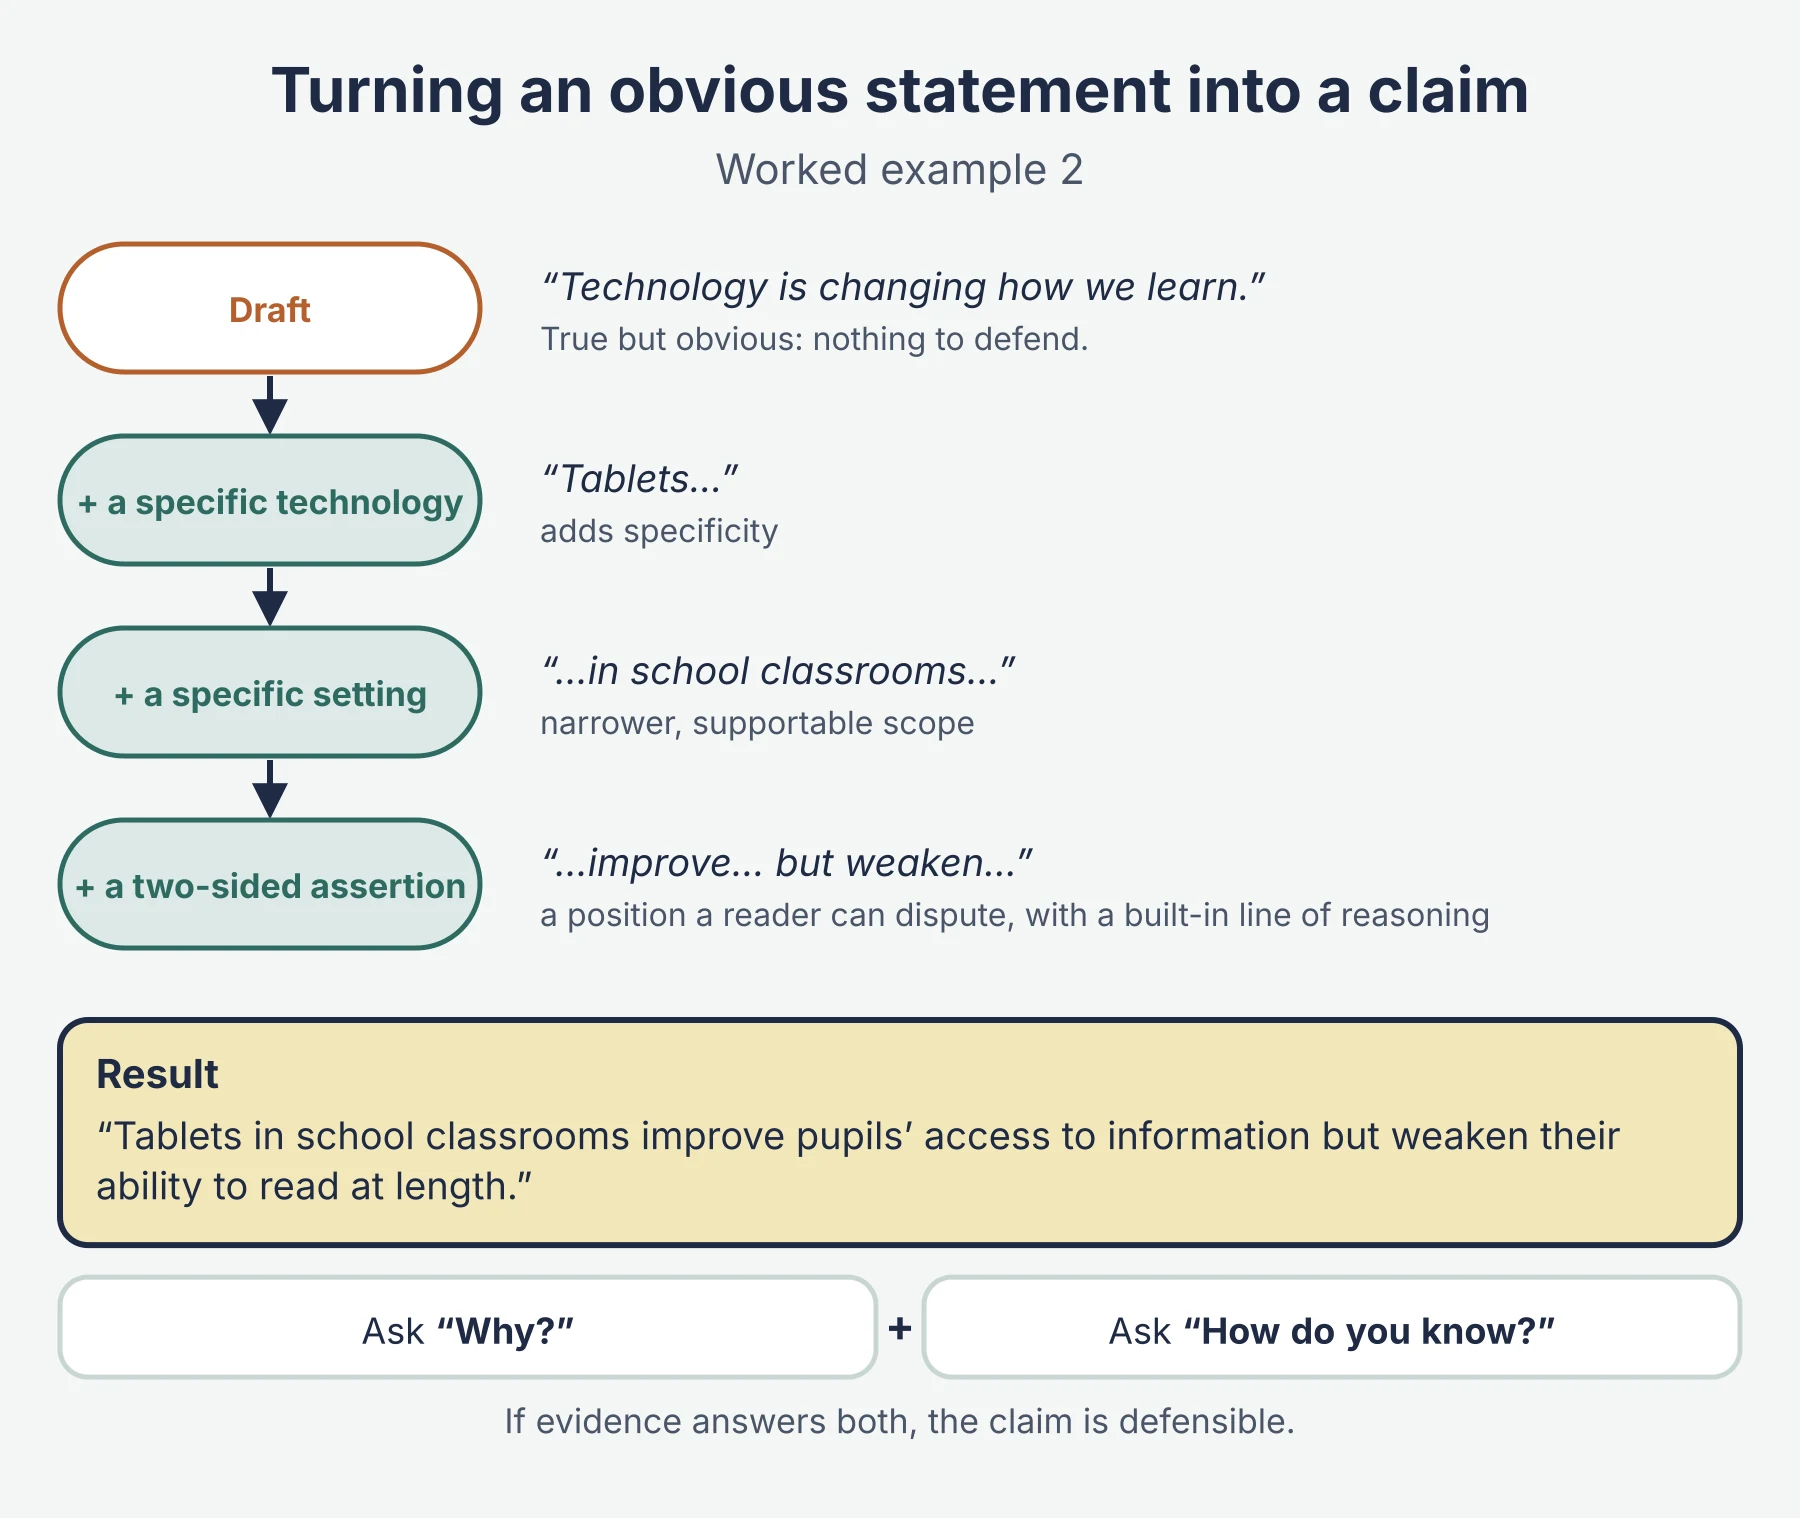 Turning an obvious statement into a claim
Worked example 2
Draft
“Technology is changing how we learn.”
True but obvious: nothing to defend.
+ a specific technology
“Tablets…”
adds specificity
+ a specific setting
“…in school classrooms…”
narrower, supportable scope
+ a two-sided assertion
“…improve… but weaken…”
a position a reader can dispute, with a built-in line of reasoning
Result
“Tablets in school classrooms improve pupils’ access to information but weaken their
ability to read at length.”
Ask “Why?”
+
Ask “How do you know?”
If evidence answers both, the claim is defensible.